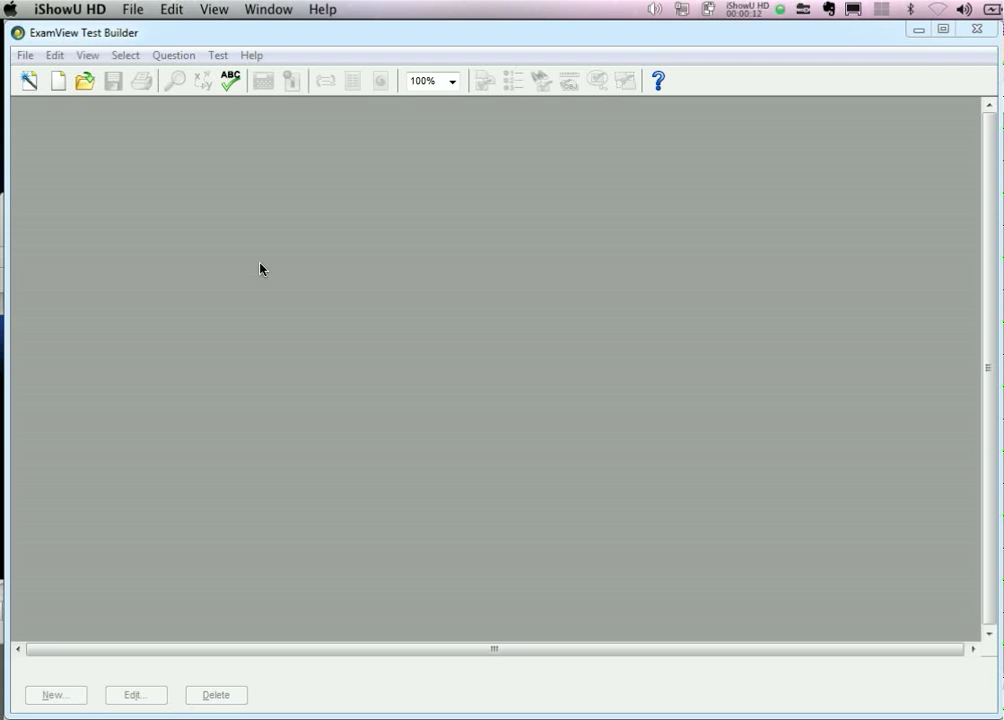 iShowU HD File Edit View Window Help iShowU HD
00:00:12
ExamView Test Builder
File Edit View Select Question Test Help
ABC 100% ?
New... Edit... Delete